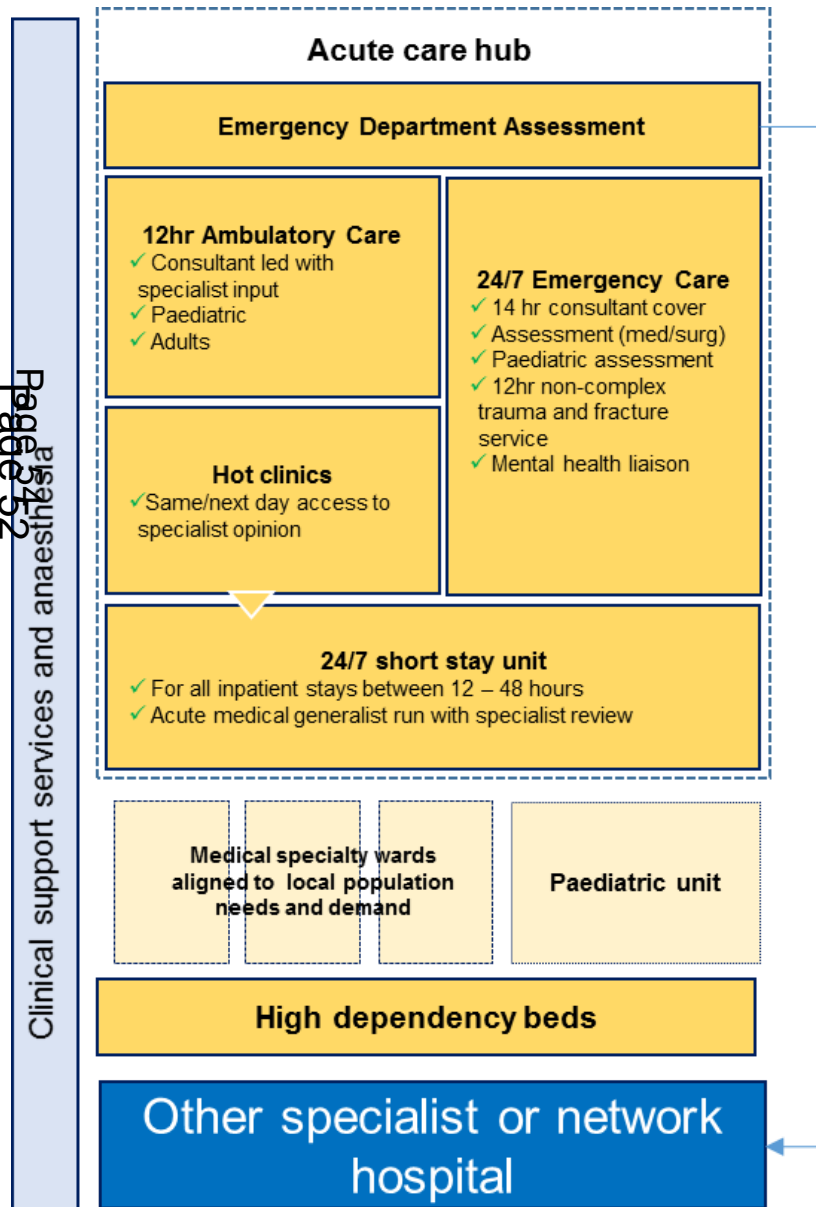 Acute care hub
Emergency Department Assessment
12hr Ambulatory Care
✓ Consultant led with
specialist input
✓ Paediatric
✓ Adults
24/7 Emergency Care
✓ 14 hr consultant cover
✓ Assessment (med/surg)
✓ Paediatric assessment
✓ 12hr non-complex
trauma and fracture
service
✓ Mental health liaison
Hot clinics
✓ Same/next day access to
specialist opinion
24/7 short stay unit
✓ For all inpatient stays between 12 – 48 hours
✓ Acute medical generalist run with specialist review
Medical specialty wards
aligned to local population
needs and demand
Paediatric unit
High dependency beds
Other specialist or network
hospital
Clinical support services and anaesthesia
Page 54
Page 52